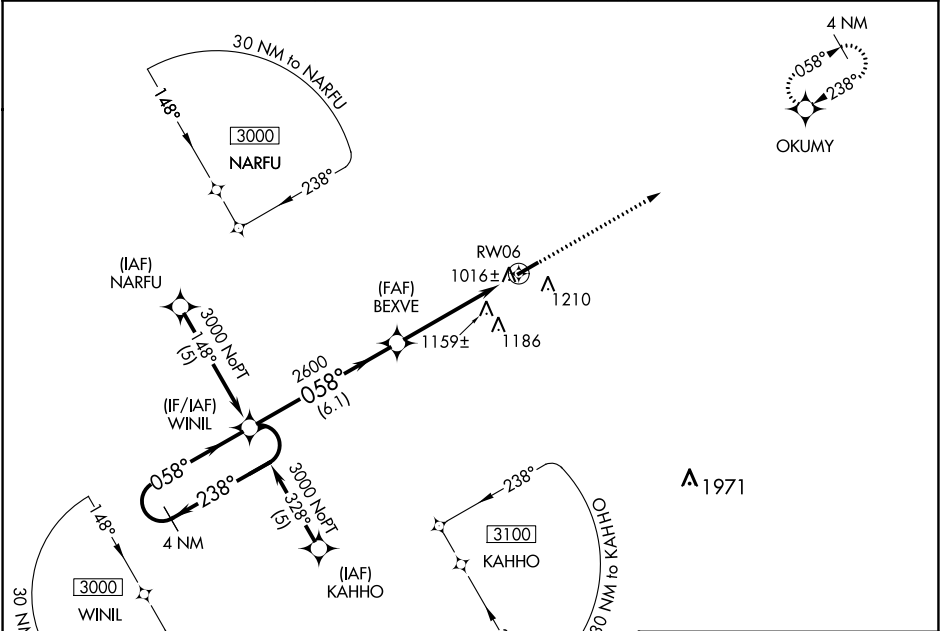 4 NM
058°
238°
OKUMY
30 NM to NARFU
148°
3000
NARFU
238°
(IAF)
NARFU
3000 NoPT
148°
(5)
RW06
1016±
1210
(FAF)
BEXVE
1159±
1186
2600
058°
(6.1)
(IF/IAF)
WINIL
058°
238°
4 NM
3000 NoPT
328°
(5)
(IAF)
KAHHO
238°
3100
KAHHO
30 NM to KAHHO
1971
148°
3000
WINIL
30 NM